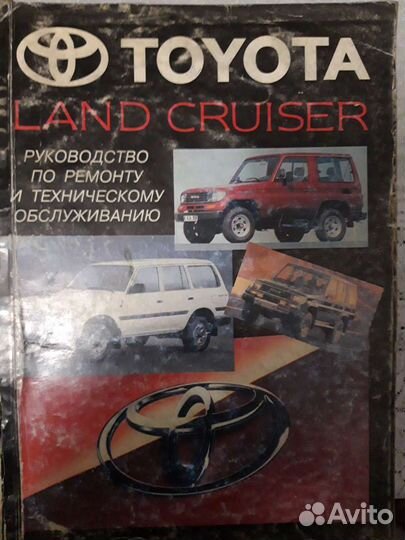 TOYOTA
LAND CRUISER
РУКОВОДСТВО
ПО РЕМОНТУ
И ТЕХНИЧЕСКОМУ
ОБСЛУЖИВАНИЮ
Avito